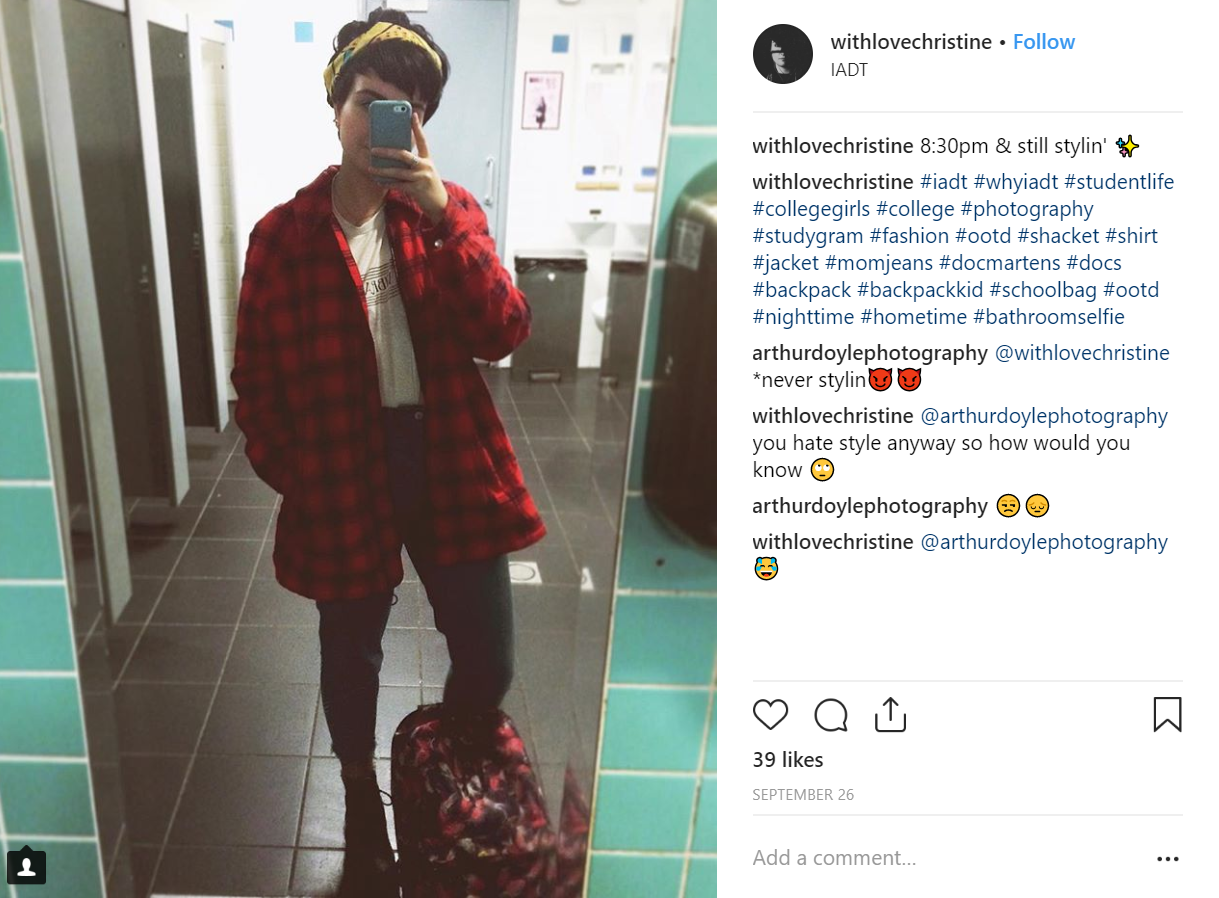 withlovechristine • Follow
IADT
withlovechristine 8:30pm & still stylin' ✨
withlovechristine #iadt #whyiadt #studentlife
#collegegirls #college #photography
#studygram #fashion #ootd #shacket #shirt
#jacket #momjeans #docmartens #docs
#backpack #backpackkid #schoolbag #ootd
#nighttime #hometime #bathroomselfie
arthurdoylephotography @withlovechristine
*never stylin😈😈
withlovechristine @arthurdoylephotography
you hate style anyway so how would you
know 🙄
arthurdoylephotography 😒😔
withlovechristine @arthurdoylephotography
😂
39 likes
SEPTEMBER 26
Add a comment...